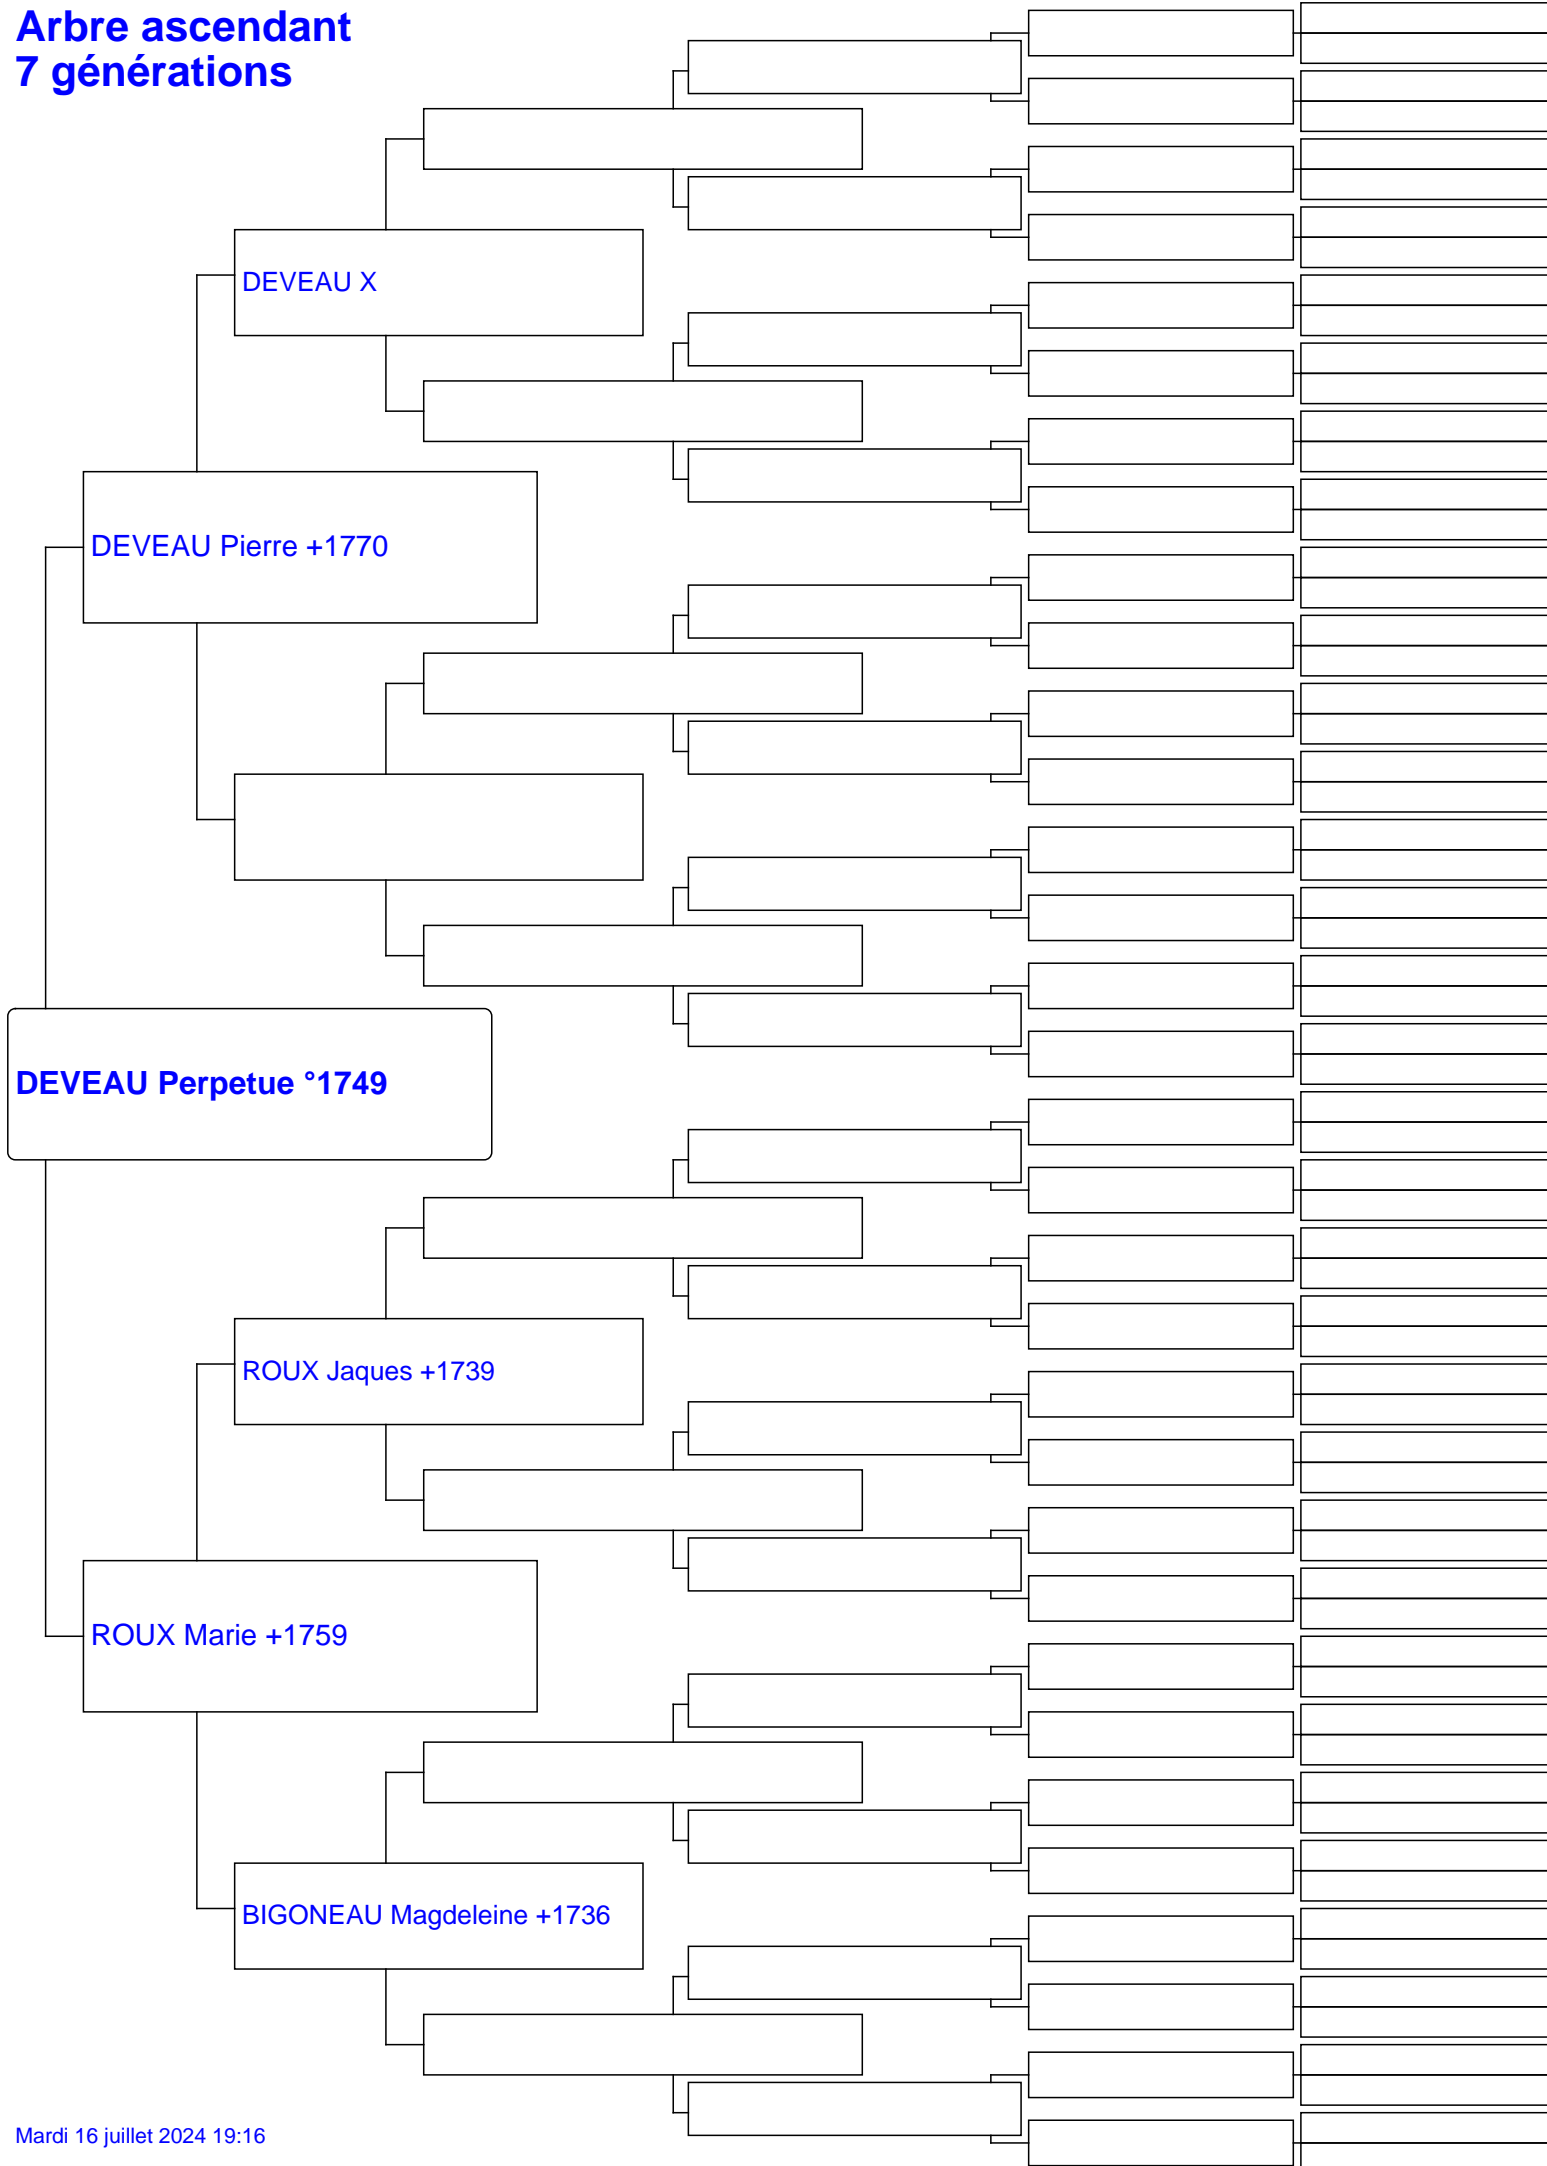 Arbre ascendant
7 générations
DEVEAU X
DEVEAU Pierre +1770
DEVEAU Perpetue °1749
ROUX Jaques +1739
ROUX Marie +1759
BIGONEAU Magdeleine +1736
Mardi 16 juillet 2024 19:16